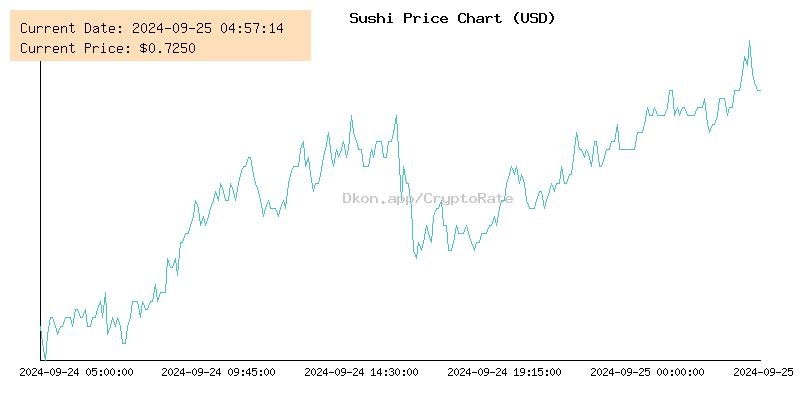 Sushi Price Chart (USD)
Current Date: 2024-09-25 04:57:14
Current Price: $0.7250
Dkon.app/CryptoRate
2024-09-24 05:00:00 2024-09-24 09:45:00 2024-09-24 14:30:00 2024-09-24 19:15:00 2024-09-25 00:00:00 2024-09-25